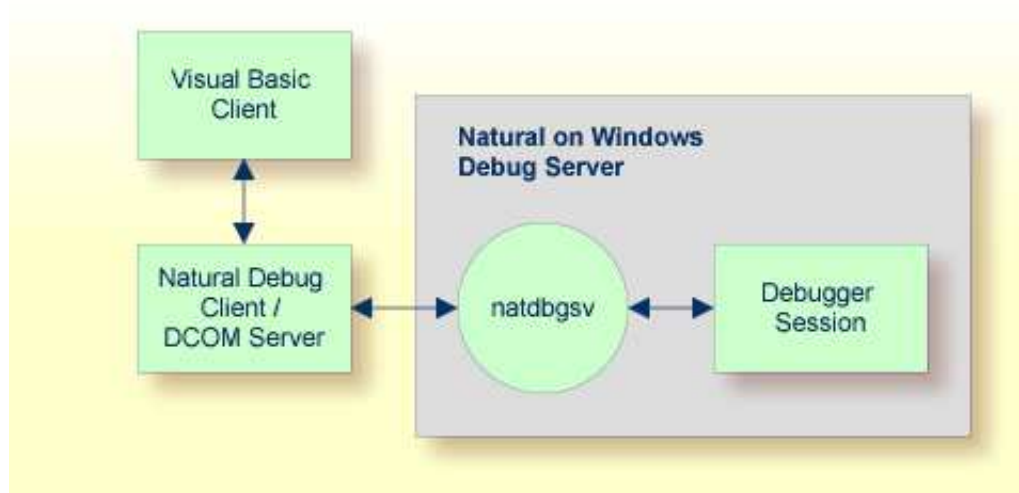 Visual Basic
Client
Natural on Windows
Debug Server
Natural Debug
Client /
DCOM Server
natdbgsv
Debugger
Session